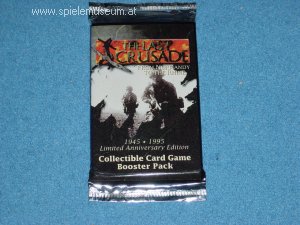 www.spielemuseum.at
THE LAST
CRUSADE
1945 • 1995
Limited Anniversary Edition
Collectible Card Game
Booster Pack